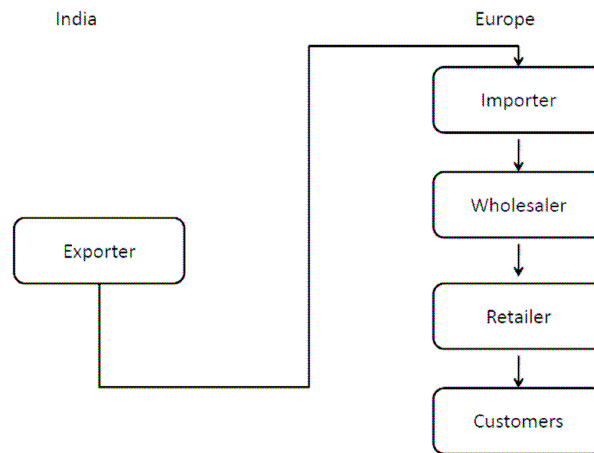 India
Europe
Importer
Wholesaler
Exporter
Retailer
Customers